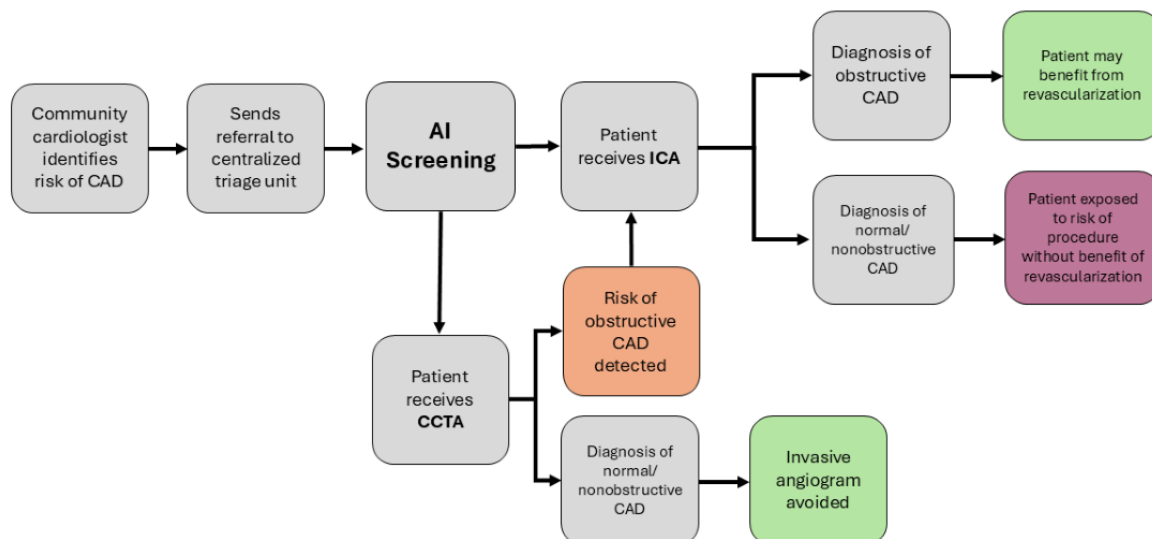 Community
cardiologist
identifies
risk of CAD
Sends
referral to
centralized
triage unit
AI
Screening
Patient
receives ICA
Diagnosis of
obstructive
CAD
Patient may
benefit from
revascularization
Diagnosis of
normal/
nonobstructive
CAD
Patient exposed
to risk of
procedure
without benefit of
revascularization
Patient
receives
CCTA
Risk of
obstructive
CAD
detected
Diagnosis of
normal/
nonobstructive
CAD
Invasive
angiogram
avoided